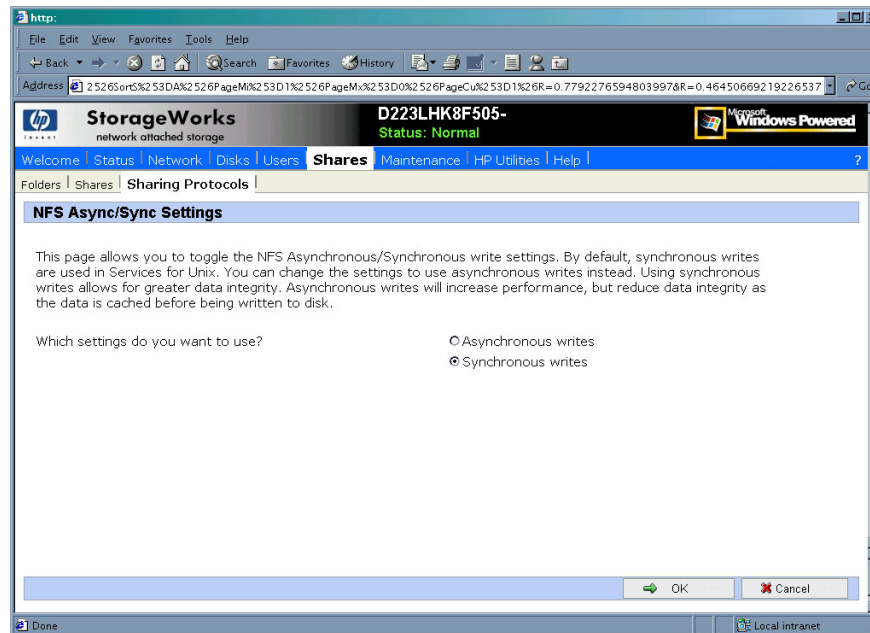 http:
File Edit View Favorites Tools Help
Back Search Favorites History
Address 2526SortS%253DA%2526PageMi%253D1%2526PageMx%253D0%2526PageCu%253D1%26R=0.7792276594803997&R=0.46450669219226537 Go
hp StorageWorks D223LHK8F505- Microsoft
invent network attached storage Status: Normal Windows Powered
Welcome Status Network Disks Users Shares Maintenance HP Utilities Help ?
Folders Shares Sharing Protocols
NFS Async/Sync Settings
This page allows you to toggle the NFS Asynchronous/Synchronous write settings. By default, synchronous writes
are used in Services for Unix. You can change the settings to use asynchronous writes instead. Using synchronous
writes allows for greater data integrity. Asynchronous writes will increase performance, but reduce data integrity as
the data is cached before being written to disk.
Which settings do you want to use? Asynchronous writes
Synchronous writes
OK Cancel
Done Local intranet